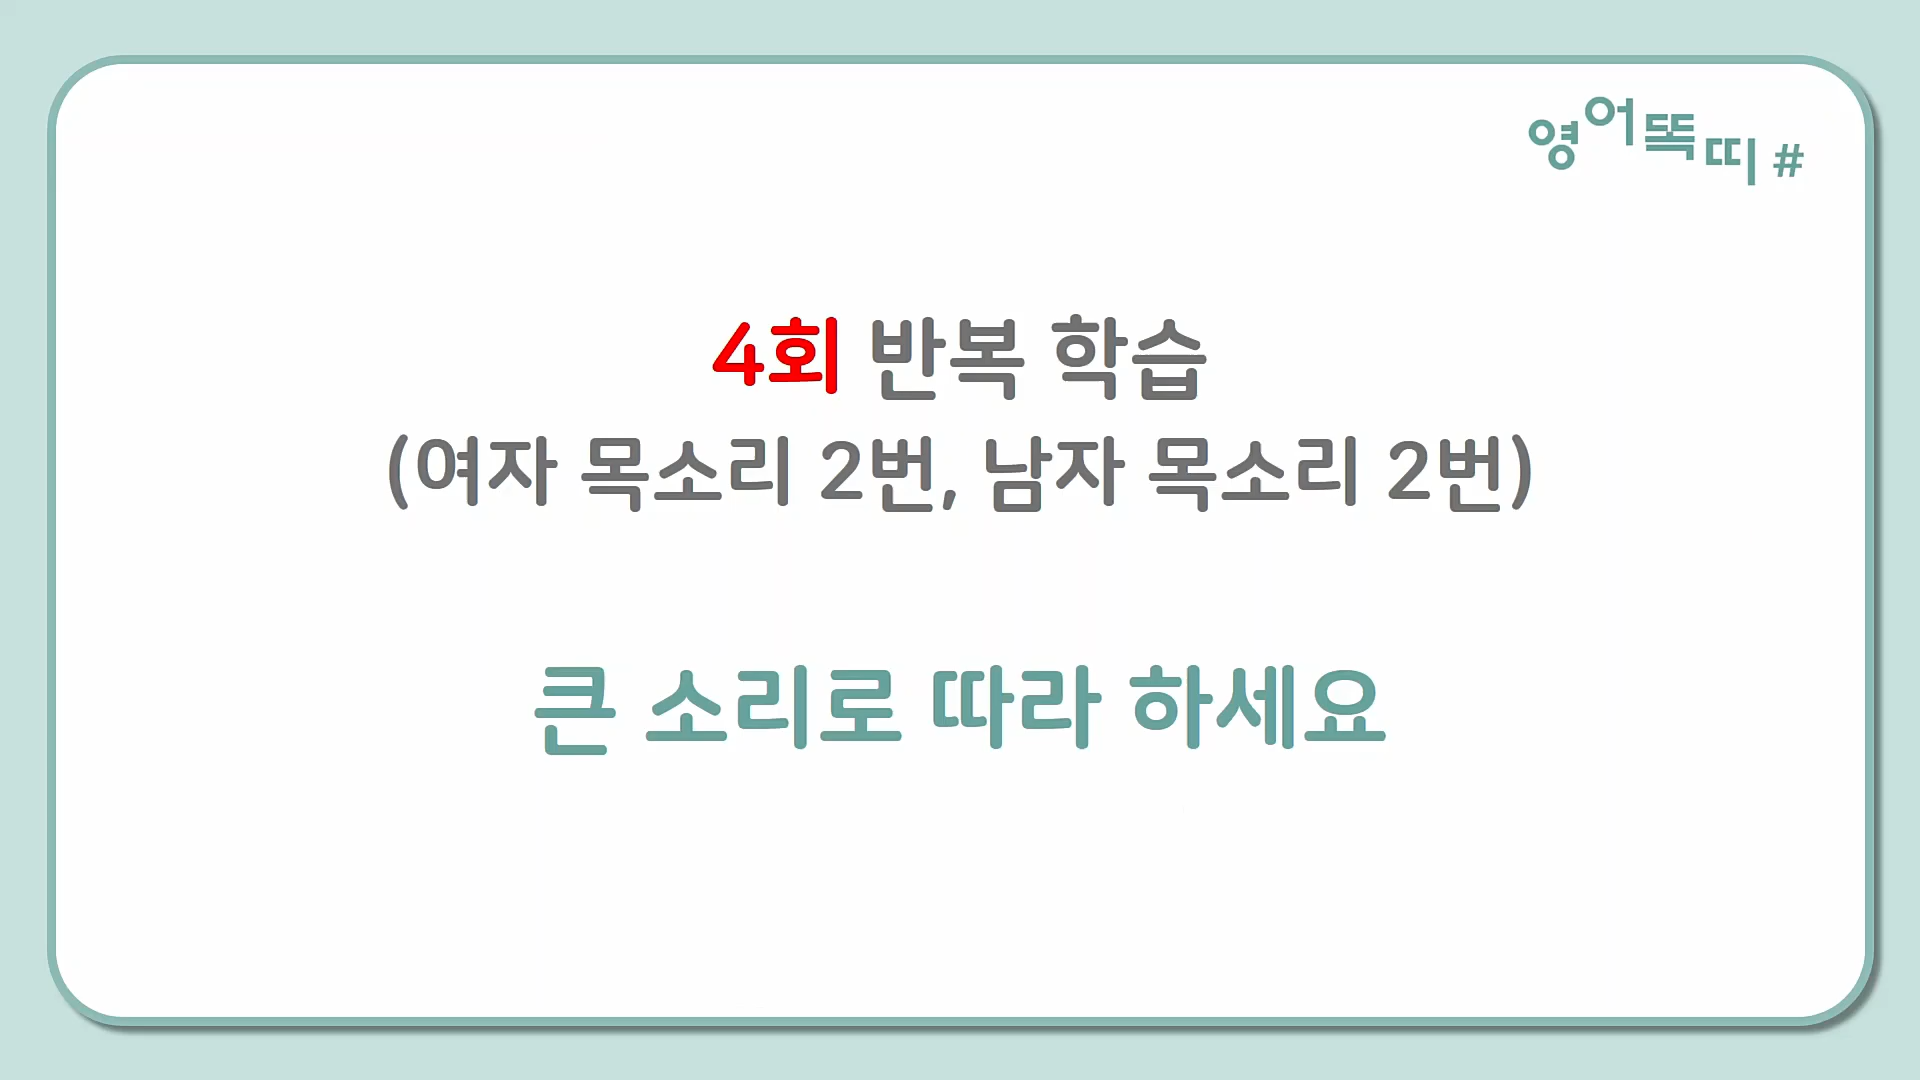 영어똑띠 #
4회 반복 학습
(여자 목소리 2번, 남자 목소리 2번)
큰 소리로 따라 하세요